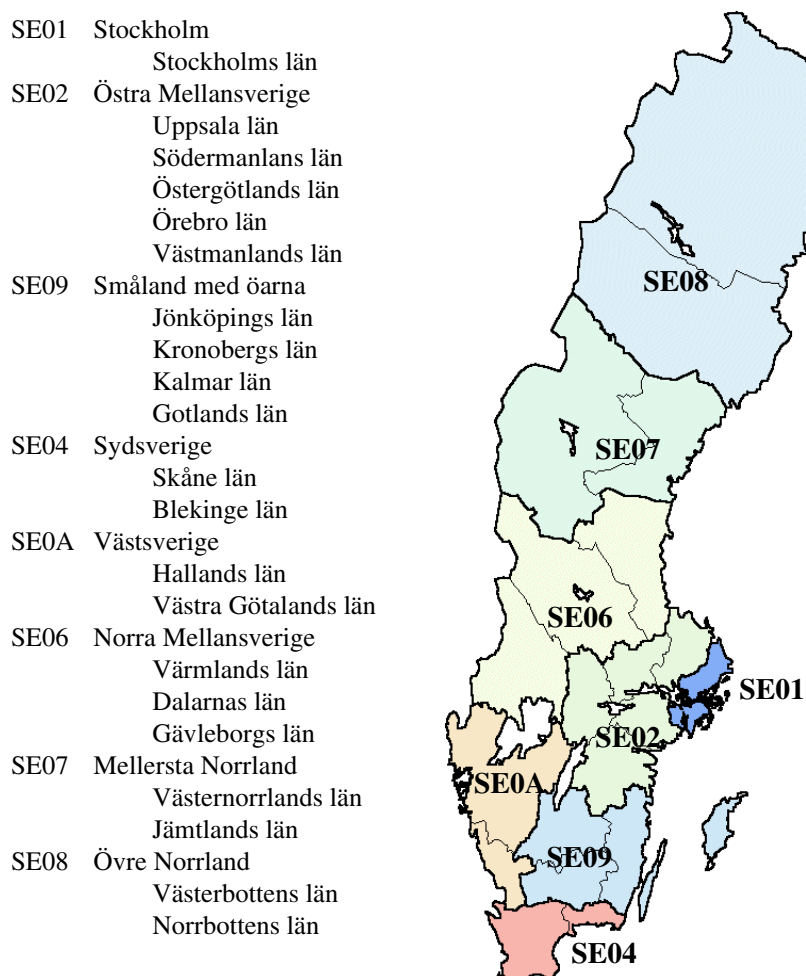 SE01 Stockholm
Stockholms län
SE02 Östra Mellansverige
Uppsala län
Södermanlans län
Östergötlands län
Örebro län
Västmanlands län
SE09 Småland med öarna
Jönköpings län
Kronobergs län
Kalmar län
Gotlands län
SE04 Sydsverige
Skåne län
Blekinge län
SE0A Västsverige
Hallands län
Västra Götalands län
SE06 Norra Mellansverige
Värmlands län
Dalarnas län
Gävleborgs län
SE07 Mellersta Norrland
Västernorrlands län
Jämtlands län
SE08 Övre Norrland
Västerbottens län
Norrbottens län
SE08
SE07
SE06
SE01
SE02
SE0A
SE09
SE04